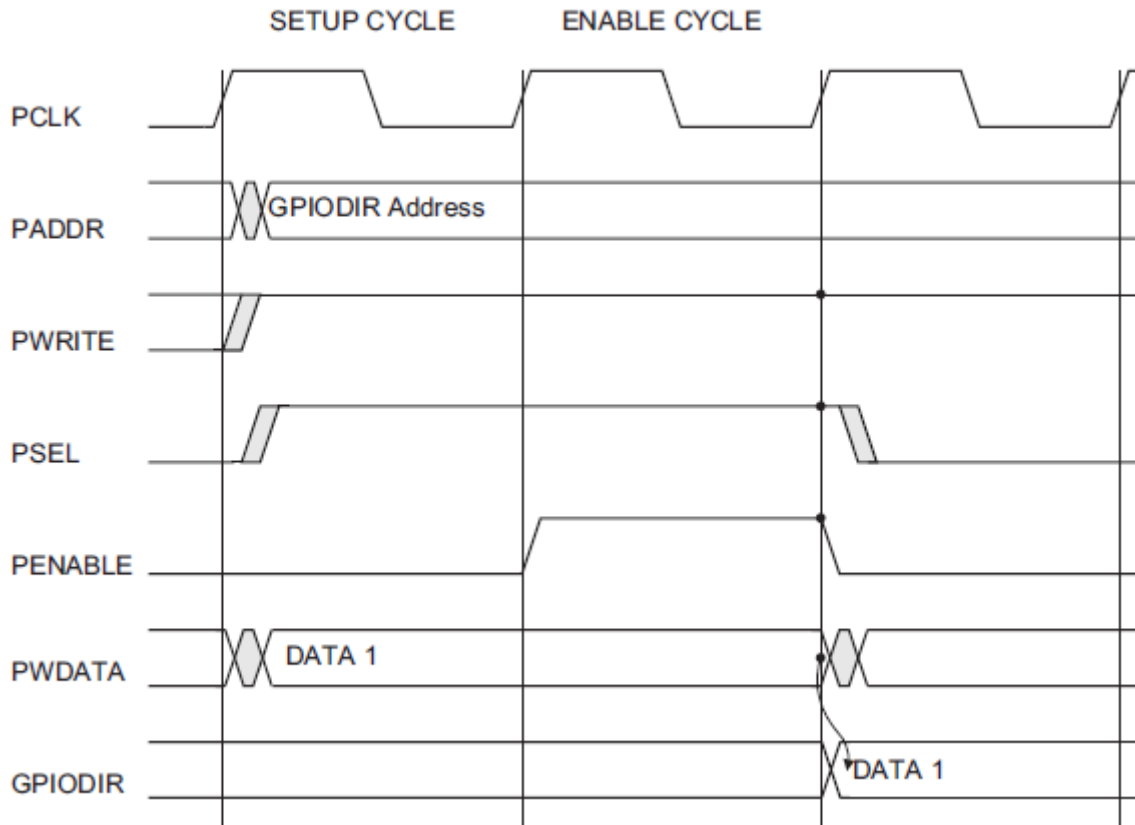 SETUP CYCLE ENABLE CYCLE
PCLK
GPIODIR Address
PADDR
PWRITE
PSEL
PENABLE
DATA 1
PWDATA
DATA 1
GPIODIR